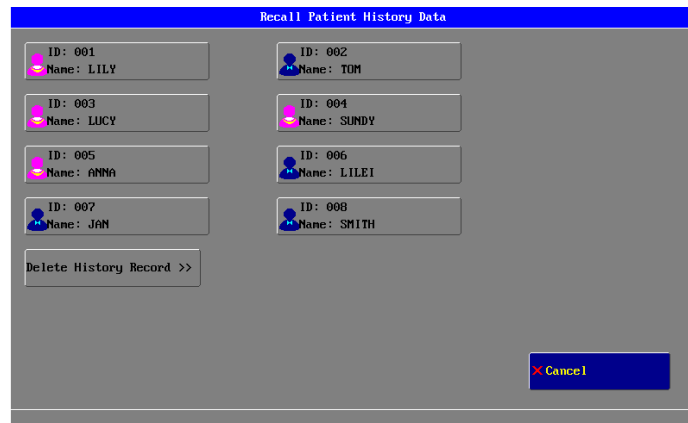 Recall Patient History Data
ID: 001
Name: LILY
ID: 002
Name: TOM
ID: 003
Name: LUCY
ID: 004
Name: SUNDY
ID: 005
Name: ANNA
ID: 006
Name: LILEI
ID: 007
Name: JAN
ID: 008
Name: SMITH
Delete History Record >>
Cancel